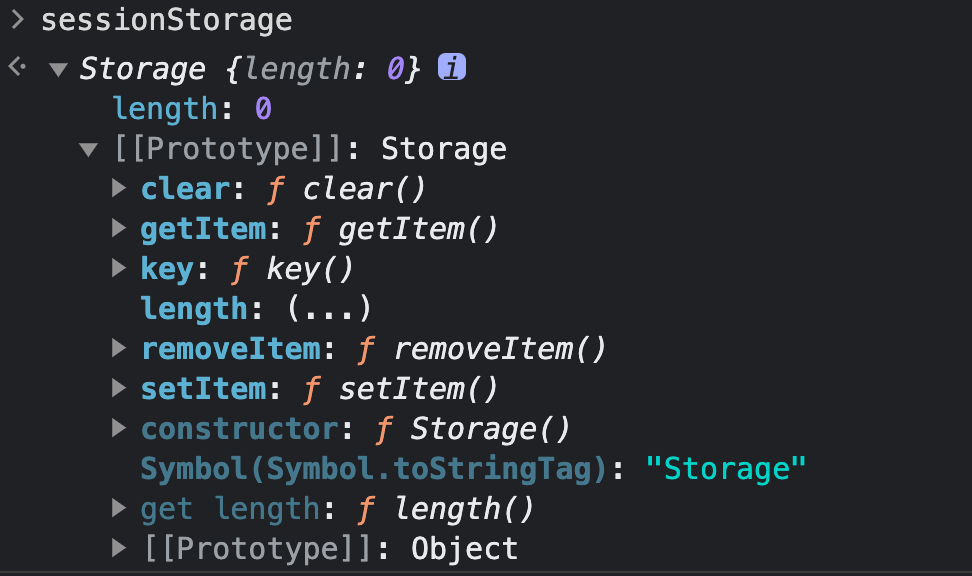 > sessionStorage
Storage {length: 0} i
length: 0
[[Prototype]]: Storage
clear: ƒ clear()
getItem: ƒ getItem()
key: ƒ key()
length: (...)
removeItem: ƒ removeItem()
setItem: ƒ setItem()
constructor: ƒ Storage()
Symbol(Symbol.toStringTag): "Storage"
get length: ƒ length()
[[Prototype]]: Object